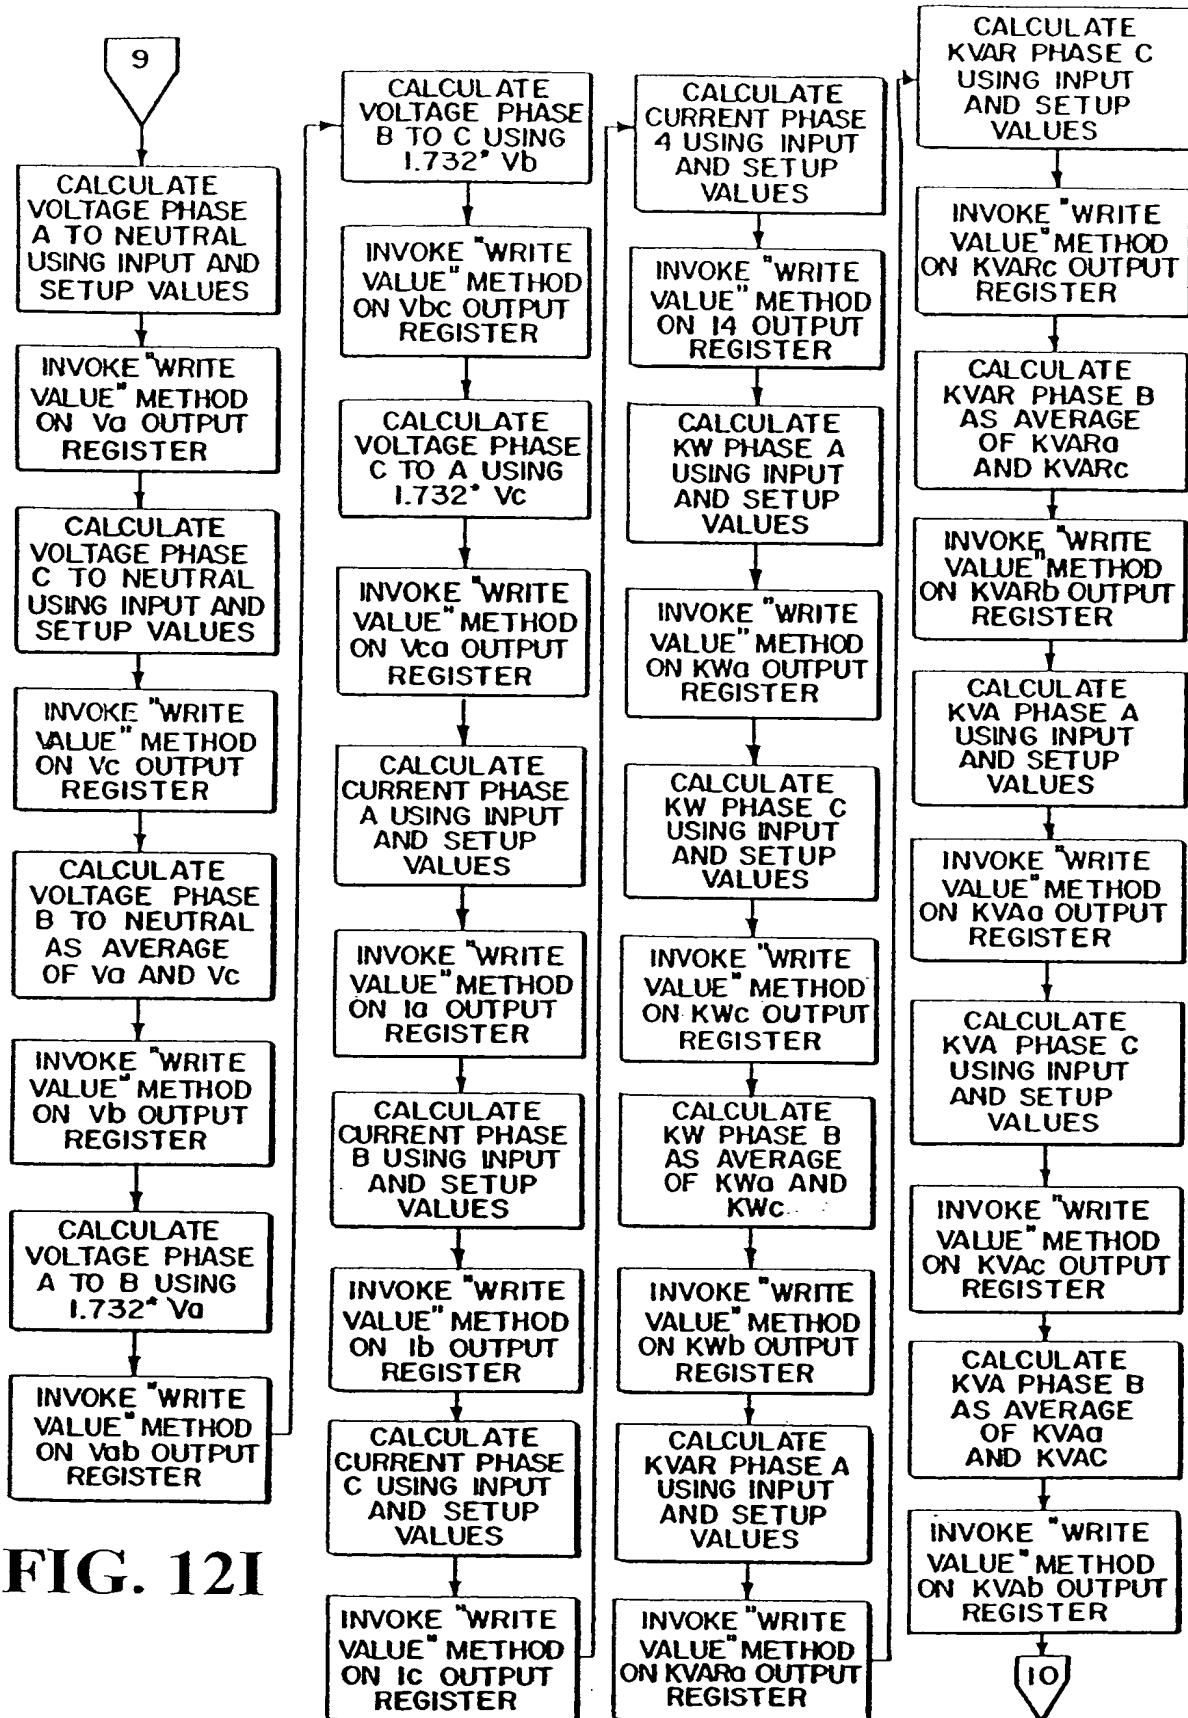 9
CALCULATE
VOLTAGE PHASE
A TO NEUTRAL
USING INPUT AND
SETUP VALUES
INVOKE "WRITE
VALUE" METHOD
ON Va OUTPUT
REGISTER
CALCULATE
VOLTAGE PHASE
C TO NEUTRAL
USING INPUT AND
SETUP VALUES
INVOKE "WRITE
VALUE" METHOD
ON Vc OUTPUT
REGISTER
CALCULATE
VOLTAGE PHASE
B TO NEUTRAL
AS AVERAGE
OF Va AND Vc
INVOKE "WRITE
VALUE" METHOD
ON Vb OUTPUT
REGISTER
CALCULATE
VOLTAGE PHASE
A TO B USING
1.732* Va
INVOKE "WRITE
VALUE" METHOD
ON Vab OUTPUT
REGISTER
FIG. 12I
CALCULATE
VOLTAGE PHASE
B TO C USING
1.732* Vb
INVOKE "WRITE
VALUE" METHOD
ON Vbc OUTPUT
REGISTER
CALCULATE
VOLTAGE PHASE
C TO A USING
1.732* Vc
INVOKE "WRITE
VALUE" METHOD
ON Vca OUTPUT
REGISTER
CALCULATE
CURRENT PHASE
A USING INPUT
AND SETUP
VALUES
INVOKE "WRITE
VALUE" METHOD
ON Ia OUTPUT
REGISTER
CALCULATE
CURRENT PHASE
B USING INPUT
AND SETUP
VALUES
INVOKE "WRITE
VALUE" METHOD
ON Ib OUTPUT
REGISTER
CALCULATE
CURRENT PHASE
C USING INPUT
AND SETUP
VALUES
INVOKE "WRITE
VALUE" METHOD
ON Ic OUTPUT
REGISTER
CALCULATE
CURRENT PHASE
4 USING INPUT
AND SETUP
VALUES
INVOKE "WRITE
VALUE" METHOD
ON I4 OUTPUT
REGISTER
CALCULATE
KW PHASE A
USING INPUT
AND SETUP
VALUES
INVOKE "WRITE
VALUE" METHOD
ON KWa OUTPUT
REGISTER
CALCULATE
KW PHASE C
USING INPUT
AND SETUP
VALUES
INVOKE "WRITE
VALUE" METHOD
ON KWc OUTPUT
REGISTER
CALCULATE
KW PHASE B
AS AVERAGE
OF KWa AND
KWc
INVOKE "WRITE
VALUE" METHOD
ON KWb OUTPUT
REGISTER
CALCULATE
KVAR PHASE A
USING INPUT
AND SETUP
VALUES
INVOKE "WRITE
VALUE" METHOD
ON KVARa OUTPUT
REGISTER
CALCULATE
KVAR PHASE C
USING INPUT
AND SETUP
VALUES
INVOKE "WRITE
VALUE" METHOD
ON KVARc OUTPUT
REGISTER
CALCULATE
KVAR PHASE B
AS AVERAGE
OF KVARa
AND KVARc
INVOKE "WRITE
VALUE" METHOD
ON KVARb OUTPUT
REGISTER
CALCULATE
KVA PHASE A
USING INPUT
AND SETUP
VALUES
INVOKE "WRITE
VALUE" METHOD
ON KVAa OUTPUT
REGISTER
CALCULATE
KVA PHASE C
USING INPUT
AND SETUP
VALUES
INVOKE "WRITE
VALUE" METHOD
ON KVAc OUTPUT
REGISTER
CALCULATE
KVA PHASE B
AS AVERAGE
OF KVAa
AND KVAC
INVOKE "WRITE
VALUE" METHOD
ON KVAb OUTPUT
REGISTER
10